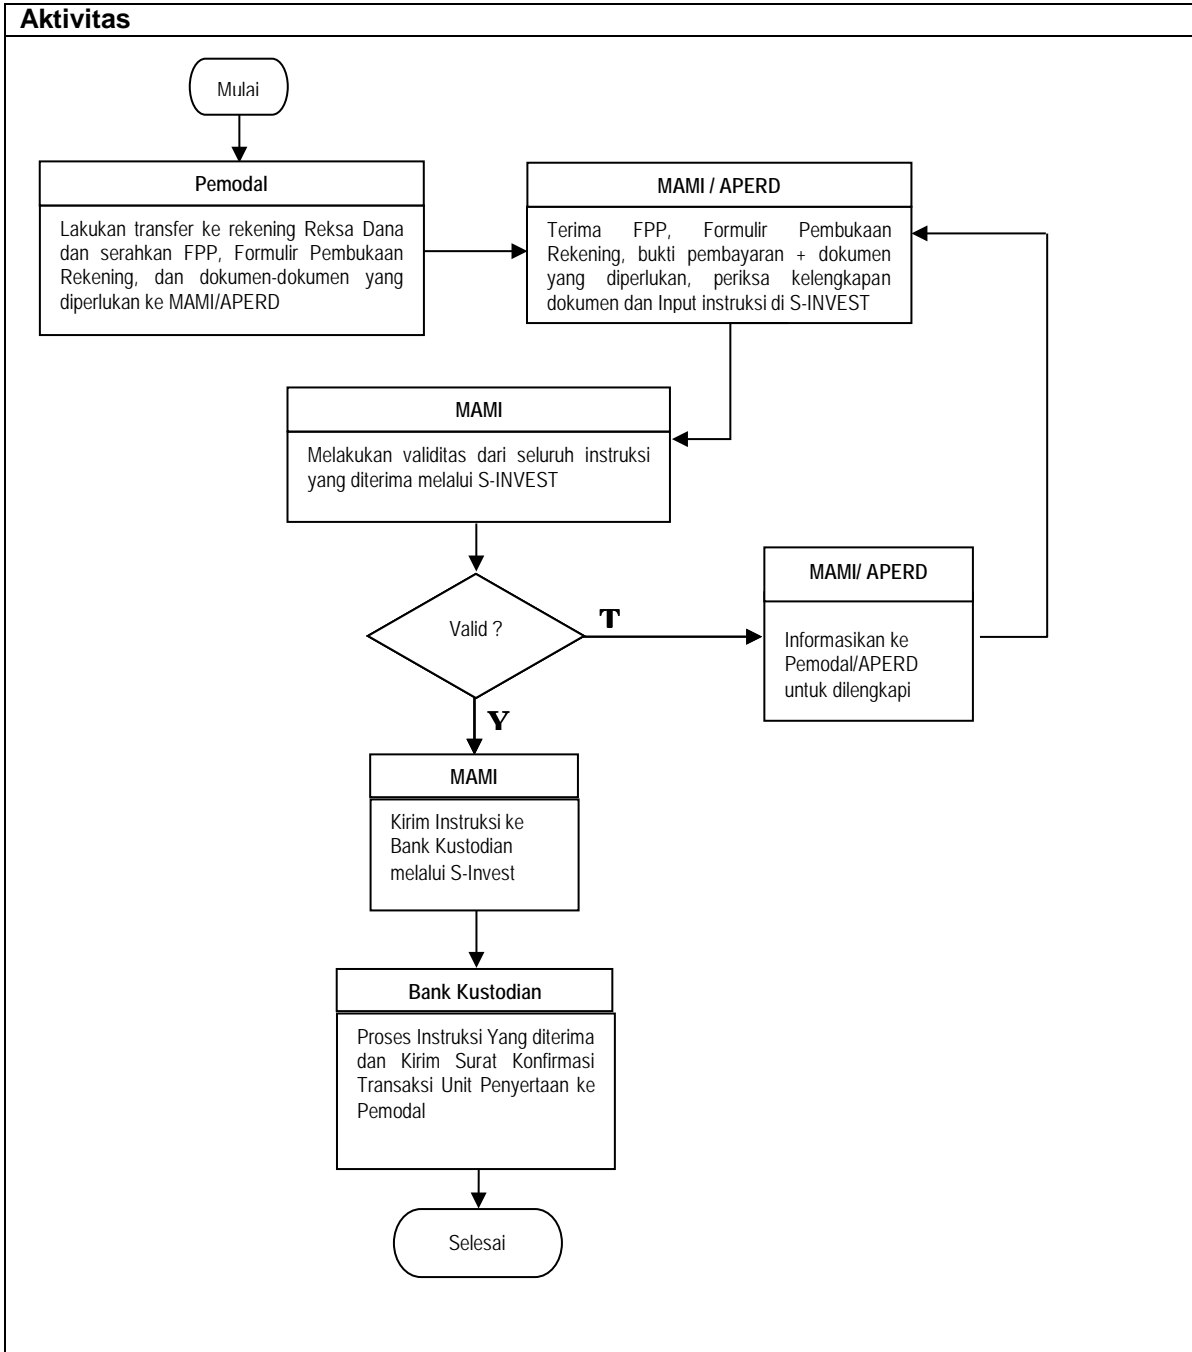 Aktivitas
Mulai
Pemodal
Lakukan transfer ke rekening Reksa Dana
dan serahkan FPP, Formulir Pembukaan
Rekening, dan dokumen-dokumen yang
diperlukan ke MAMI/APERD
MAMI / APERD
Terima FPP, Formulir Pembukaan
Rekening, bukti pembayaran + dokumen
yang diperlukan, periksa kelengkapan
dokumen dan Input instruksi di S-INVEST
MAMI
Melakukan validitas dari seluruh instruksi
yang diterima melalui S-INVEST
Valid ?
T
MAMI/ APERD
Informasikan ke
Pemodal/APERD
untuk dilengkapi
Y
MAMI
Kirim Instruksi ke
Bank Kustodian
melalui S-Invest
Bank Kustodian
Proses Instruksi Yang diterima
dan Kirim Surat Konfirmasi
Transaksi Unit Penyertaan ke
Pemodal
Selesai